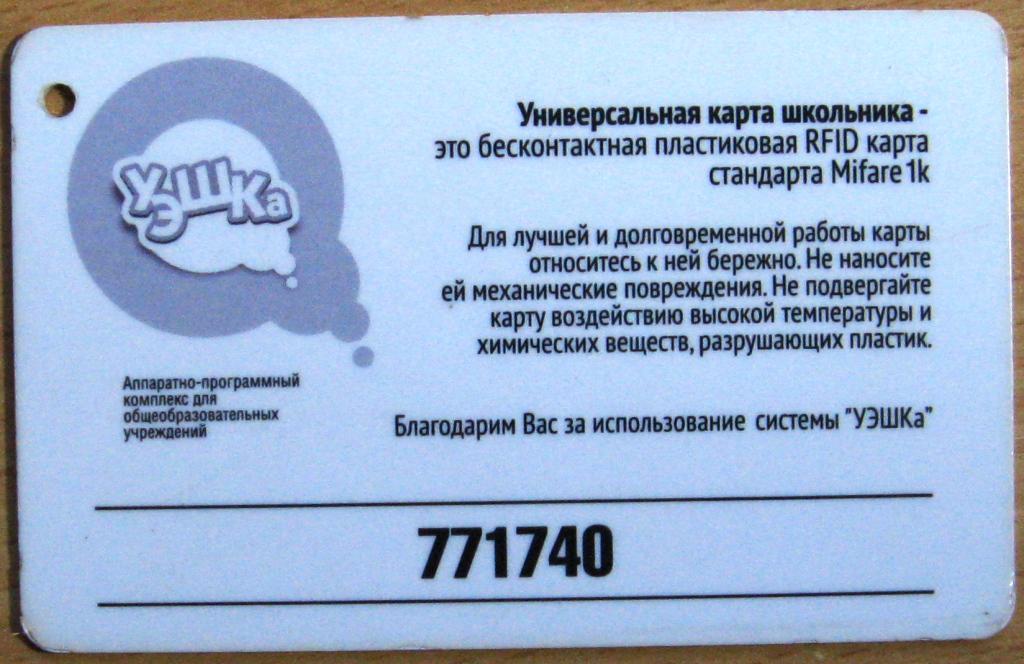 уЭШКа
Аппаратно-программный
комплекс для
общеобразовательных
учреждений
Универсальная карта школьника -
это бесконтактная пластиковая RFID карта
стандарта Mifare 1k
Для лучшей и долговременной работы карты
относитесь к ней бережно. Не наносите
ей механические повреждения. Не подвергайте
карту воздействию высокой температуры и
химических веществ, разрушающих пластик.
Благодарим Вас за использование системы "УЭШКа"
771740